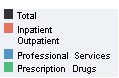 Total
Inpatient
Outpatient
Professional Services
Prescription Drugs